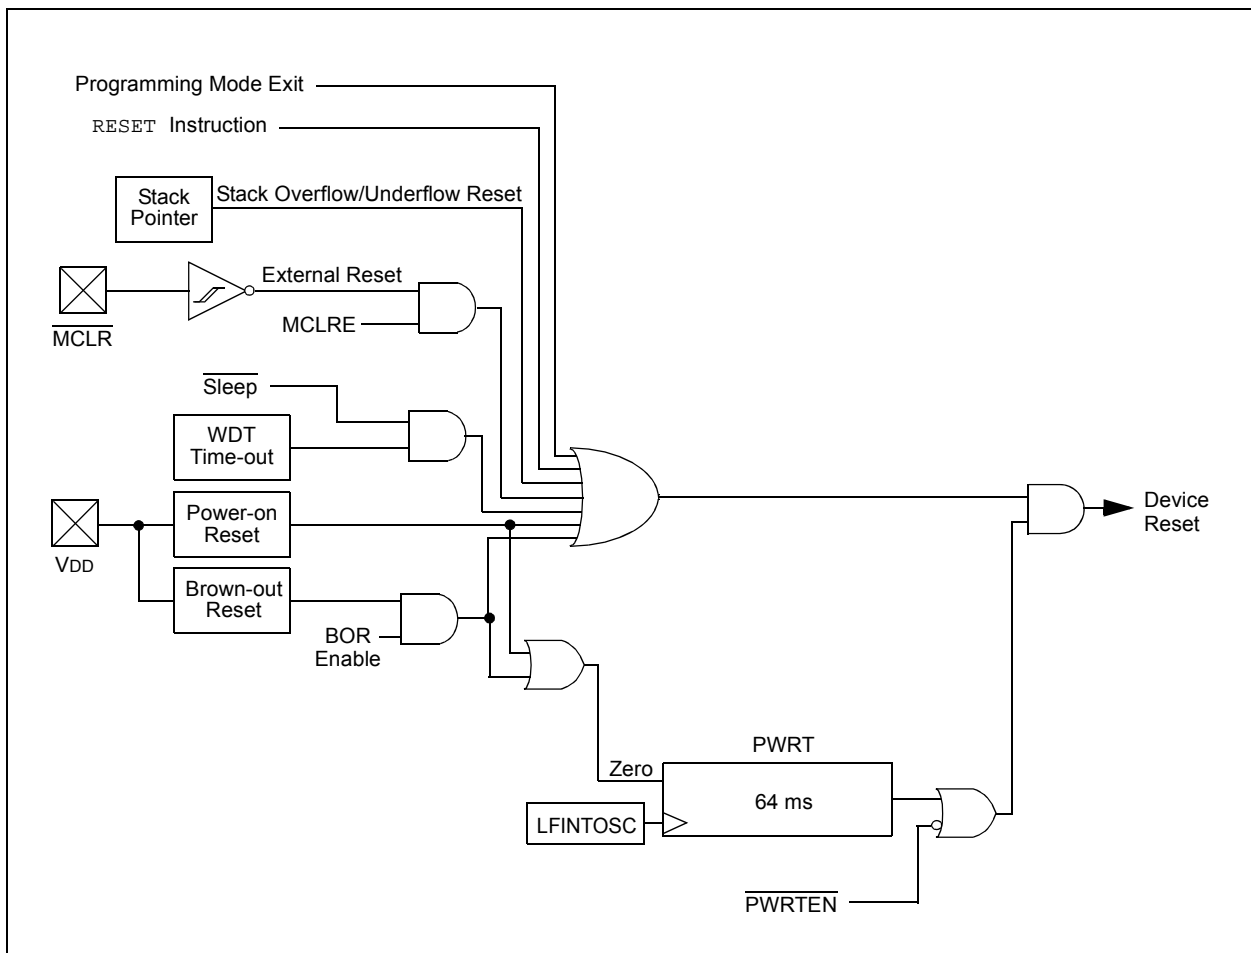 Programming Mode Exit
RESET Instruction
Stack
Pointer
Stack Overflow/Underflow Reset
External Reset
MCLR
MCLRE
Sleep
WDT
Time-out
Power-on
Reset
VDD
Brown-out
Reset
BOR
Enable
Device
Reset
PWRT
Zero
64 ms
LFINTOSC
PWRTEN